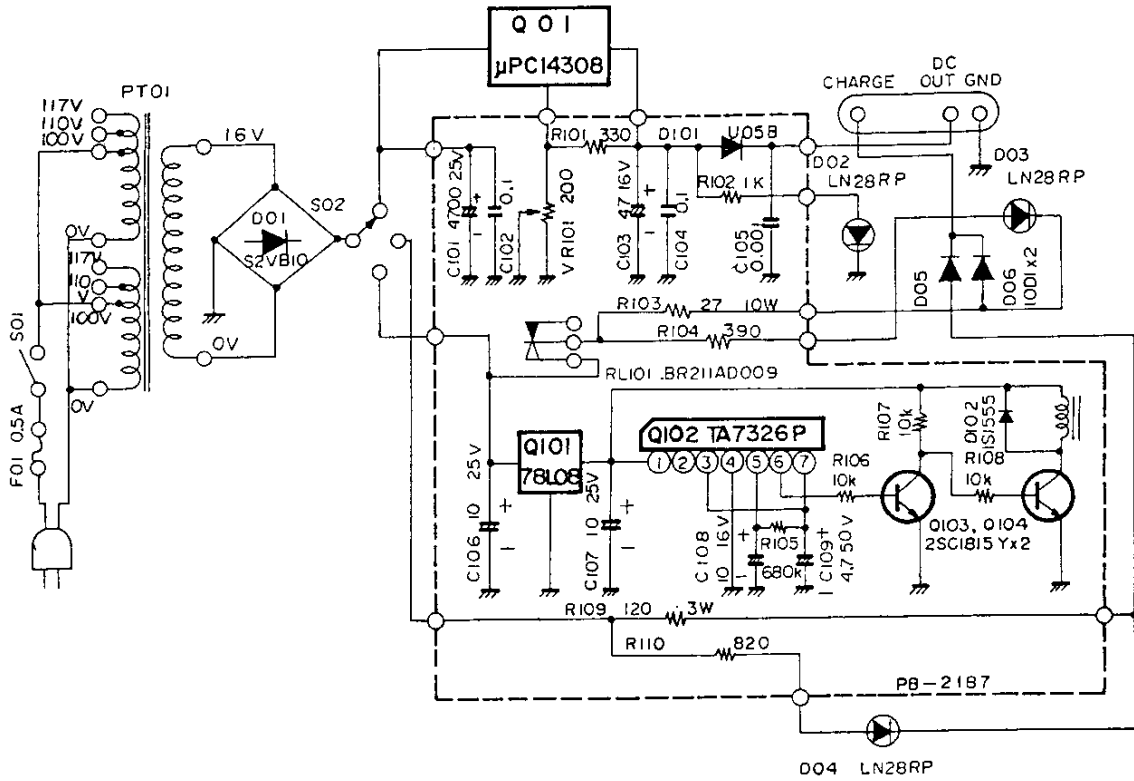 Q 01
µPC14308
PT01
117V
110V
100V
0V
117V
110
V
100V
0V
16V
0V
S01
F01 0.5A
D01
S2VB10
S02
CHARGE
DC
OUT GND
R101 330
D101
U05B
D02
LN28RP
D03
LN28RP
R102 1K
C101 4700 25V
+
-
C102 0.1
VR101 200
C103 47 16V
+
-
C104 0.1
C105 0.001
R103 27 10W
R104 390
D05
D06
10D1x2
RL101 .BR211AD009
Q101
78L08
Q102 TA7326P
1 2 3 4 5 6 7
R107
10k
D102
1S1555
R106
10k
R108
10k
Q103, Q104
2SC1815Yx2
C106 10 25V
+
-
C107 10 25V
+
-
C108
10 16V
+
-
R105
680k
C109
4.7 50V
+
-
R109 120 3W
R110 820
PB-2187
D04 LN28RP